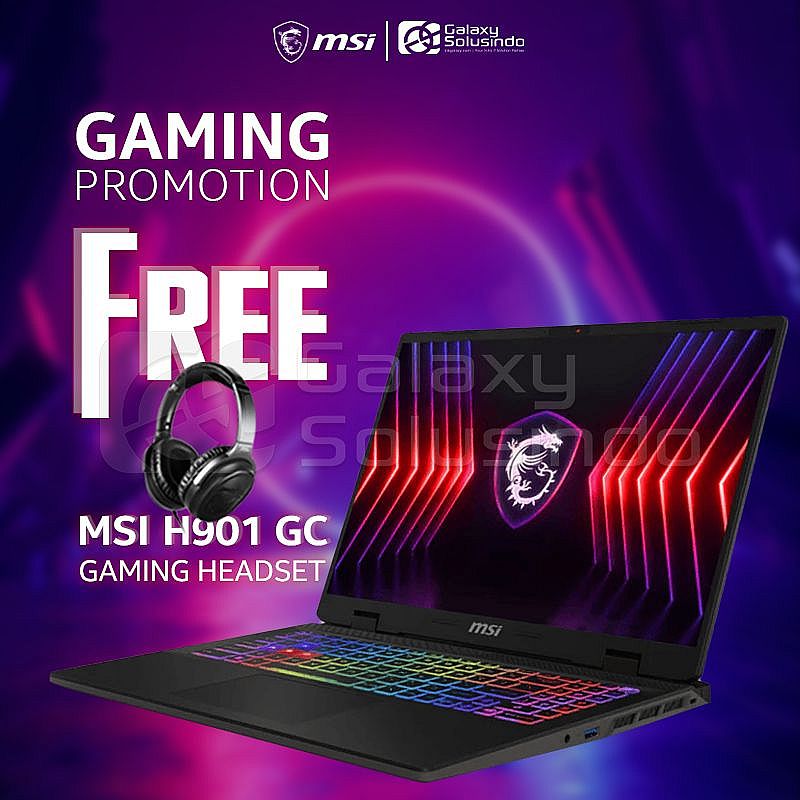 msi
Galaxy
Solusindo
GAMING
PROMOTION
FREE
Galaxy
Solusindo
MSI H901 GC
GAMING HEADSET
msi